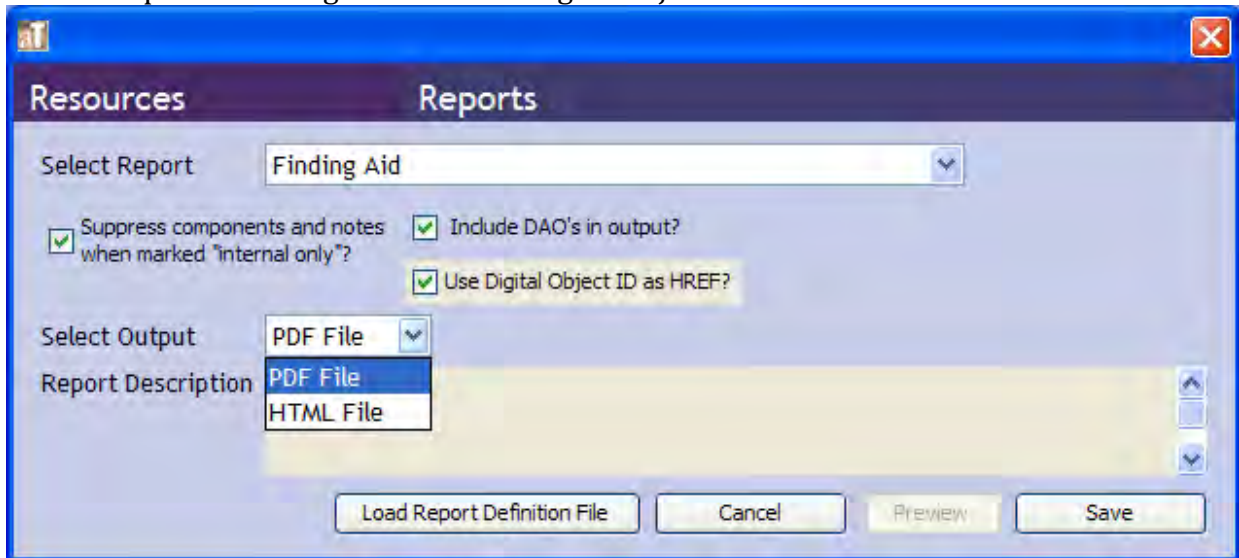 Resources Reports
Select Report Finding Aid
Suppress components and notes
when marked "internal only"?
Include DAO's in output?
Use Digital Object ID as HREF?
Select Output PDF File
Report Description PDF File
HTML File
Load Report Definition File Cancel Preview Save